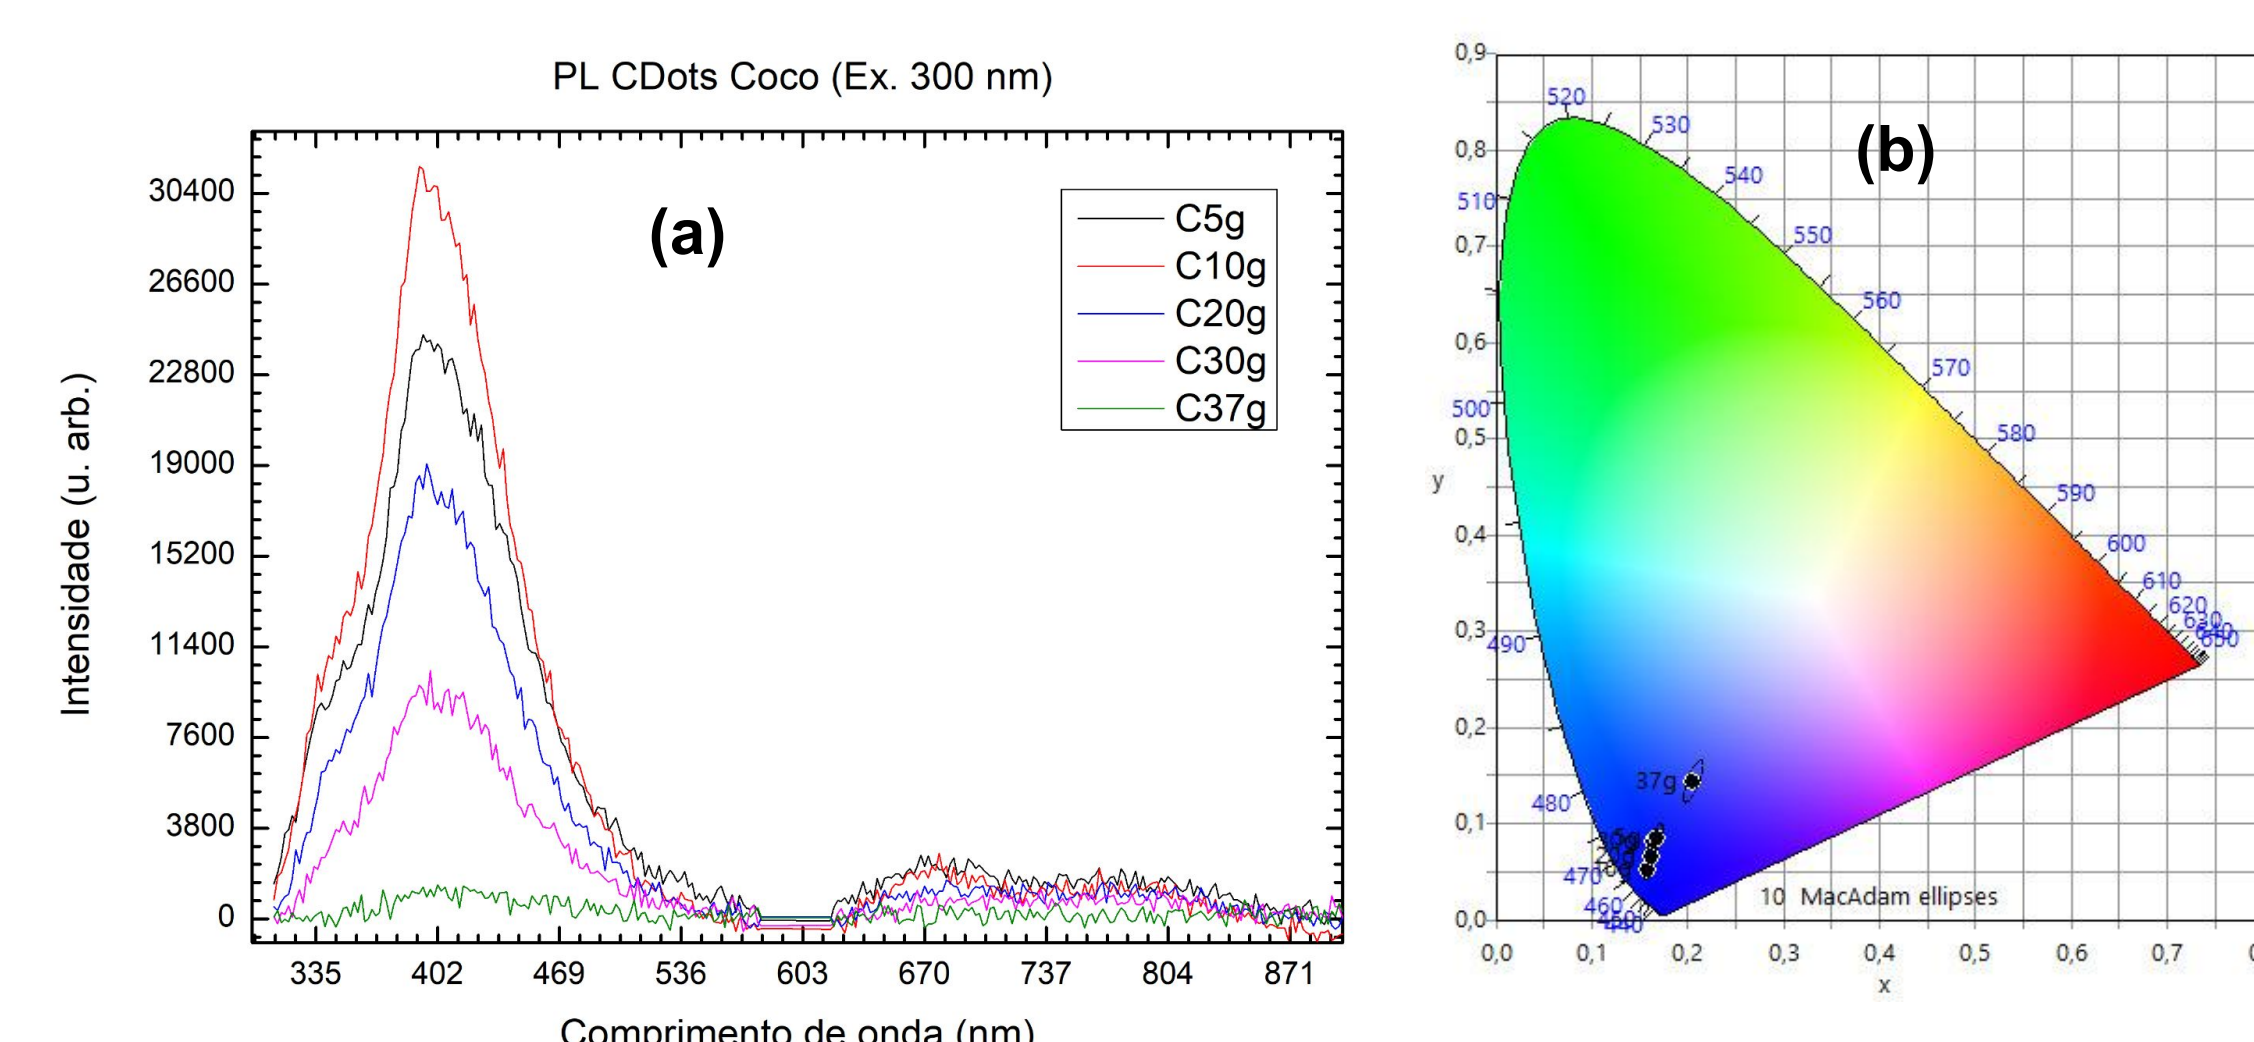 PL CDots Coco (Ex. 300 nm)
(a)
C5g
C10g
C20g
C30g
C37g
Intensidade (u. arb.)
30400
26600
22800
19000
15200
11400
7600
3800
0
335 402 469 536 603 670 737 804 871
Comprimento de onda (nm)
(b)
0,9
0,8
0,7
0,6
0,5
0,4
0,3
0,2
0,1
0,0
y
520
530
540
550
560
570
580
590
600
610
620
630
510
500
490
480
470
460
37g
10 MacAdam ellipses
0,0 0,1 0,2 0,3 0,4 0,5 0,6 0,7
x